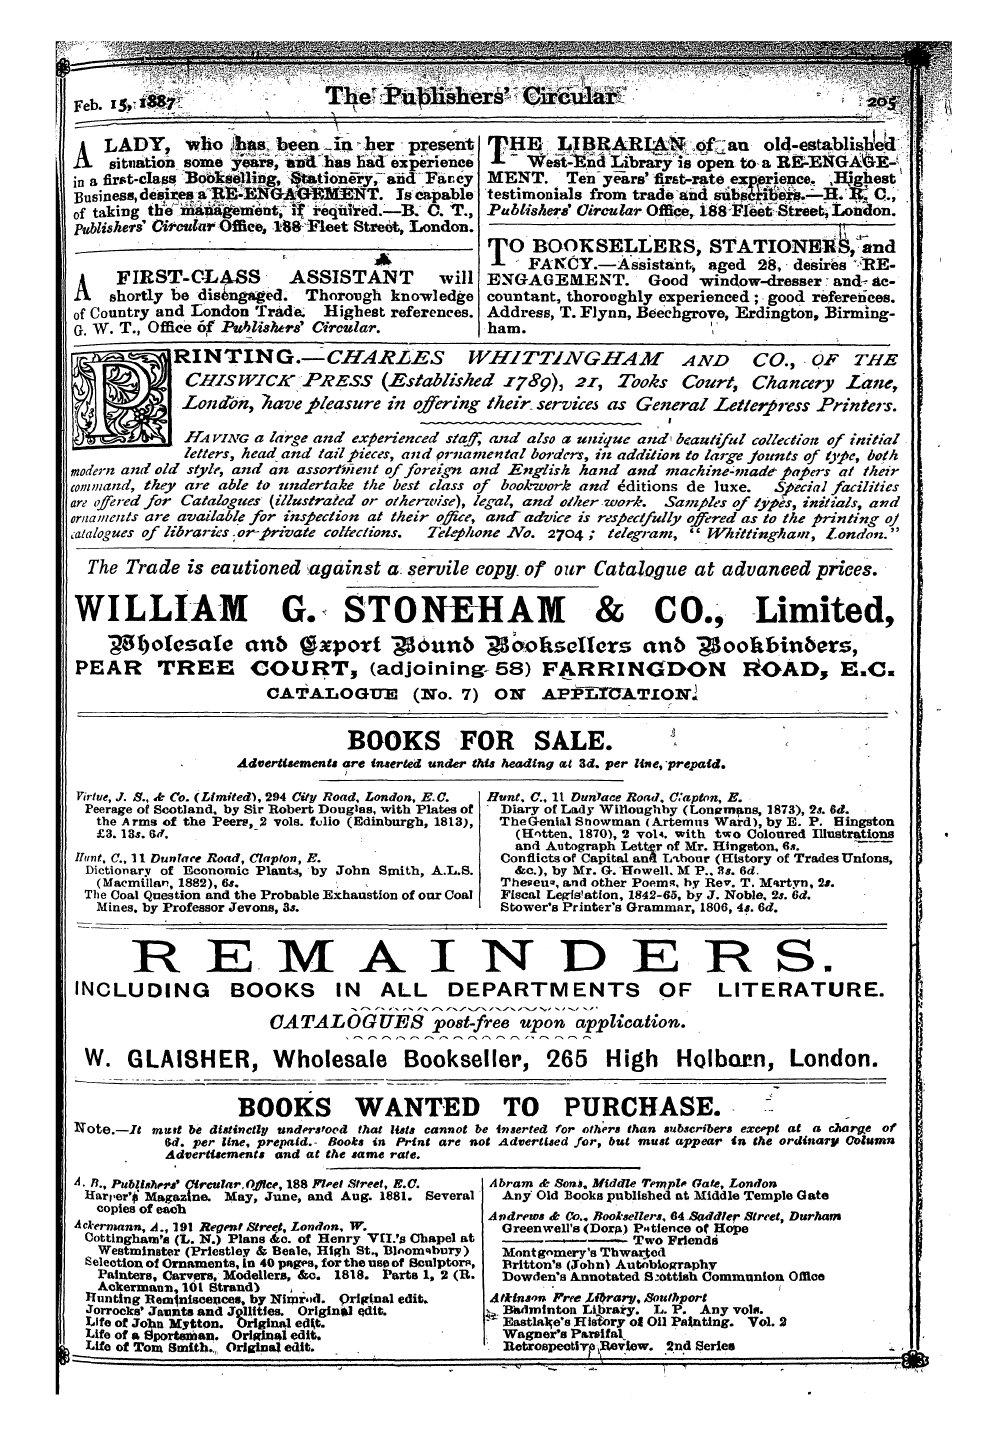 Feb. 15, 1887
The Publishers' Circular
205
A LADY, who has been in her present
situation some years, and has had experience
in a first-class Bookselling, Stationery, and Fancy
Business, desires a RE-ENGAGEMENT. Is capable
of taking the management, if required.—B. C. T.,
Publishers' Circular Office, 188 Fleet Street, London.
A FIRST-CLASS ASSISTANT will
shortly be disengaged. Thorough knowledge
of Country and London Trade. Highest references.
G. W. T., Office of Publishers' Circular.
THE LIBRARIAN of an old-established
West-End Library is open to a RE-ENGAGE-
MENT. Ten years' first-rate experience. Highest
testimonials from trade and subscribers.—H. R. C.,
Publishers' Circular Office, 188 Fleet Street, London.
TO BOOKSELLERS, STATIONERS, and
FANCY.—Assistant, aged 28, desires RE-
ENGAGEMENT. Good window-dresser and ac-
countant, thoroughly experienced; good references.
Address, T. Flynn, Beechgrove, Erdington, Birming-
ham.
PRINTING.—CHARLES WHITTINGHAM AND CO., OF THE
CHISWICK PRESS (Established 1789), 21, Tooks Court, Chancery Lane,
London, have pleasure in offering their services as General Letterpress Printers.
HAVING a large and experienced staff, and also a unique and beautiful collection of initial
letters, head and tail pieces, and ornamental borders, in addition to large founts of type, both
modern and old style, and an assortment of foreign and English hand and machine-made papers at their
command, they are able to undertake the best class of bookwork and éditions de luxe. Special facilities
are offered for Catalogues (illustrated or otherwise), legal, and other work. Samples of types, initials, and
ornaments are available for inspection at their office, and advice is respectfully offered as to the printing of
catalogues of libraries or private collections. Telephone No. 2704; telegram, "Whittingham, London."
The Trade is cautioned against a servile copy of our Catalogue at advanced prices.
WILLIAM G. STONEHAM & CO., Limited,
Wholesale and Export Bound Booksellers and Bookbinders,
PEAR TREE COURT, (adjoining 58) FARRINGDON ROAD, E.C.
CATALOGUE (No. 7) ON APPLICATION.
BOOKS FOR SALE.
Advertisements are inserted under this heading at 3d. per line, prepaid.
Virtue, J. S., & Co. (Limited), 294 City Road, London, E.C.
Peerage of Scotland, by Sir Robert Douglas, with Plates of
the Arms of the Peers, 2 vols. folio (Edinburgh, 1813),
£3. 13s. 6d.
Hunt, C., 11 Dunlace Road, Clapton, E.
Dictionary of Economic Plants, by John Smith, A.L.S.
(Macmillan, 1882), 6s.
The Coal Question and the Probable Exhaustion of our Coal
Mines, by Professor Jevons, 3s.
Hunt, C., 11 Dunlace Road, Clapton, E.
Diary of Lady Willoughby (Longmans, 1873), 2s. 6d.
The Genial Showman (Artemus Ward), by E. P. Hingston
(Hotten, 1870), 2 vols. with two Coloured Illustrations
and Autograph Letter of Mr. Hingston, 6s.
Conflicts of Capital and Labour (History of Trades Unions,
&c.), by Mr. G. Howell, M P., 3s. 6d.
Theseus, and other Poems, by Rev. T. Martyn, 2s.
Fiscal Legislation, 1842-65, by J. Noble, 2s. 6d.
Stower's Printer's Grammar, 1806, 4s. 6d.
REMAINDERS.
INCLUDING BOOKS IN ALL DEPARTMENTS OF LITERATURE.
CATALOGUES post-free upon application.
W. GLAISHER, Wholesale Bookseller, 265 High Holborn, London.
BOOKS WANTED TO PURCHASE.
Note.—It must be distinctly understood that lists cannot be inserted for others than subscribers except at a charge of
6d. per line, prepaid. Books in Print are not Advertised for, but must appear in the ordinary Column
Advertisements and at the same rate.
A. B., Publishers' Circular Office, 188 Fleet Street, E.C.
Harper's Magazine. May, June, and Aug. 1881. Several
copies of each
Ackermann, A., 191 Regent Street, London, W.
Cottingham's (L. N.) Plans &c. of Henry VII.'s Chapel at
Westminster (Priestley & Beale, High St., Bloomsbury)
Selection of Ornaments, in 40 pages, for the use of Sculptors,
Painters, Carvers, Modellers, &c. 1818. Parts 1, 2 (R.
Ackermann, 101 Strand)
Hunting Reminiscences, by Nimrod. Original edit.
Jorrocks' Jaunts and Jollities. Original edit.
Life of John Mytton. Original edit.
Life of a Sportsman. Original edit.
Life of Tom Smith. Original edit.
Abram & Sons, Middle Temple Gate, London
Any Old Books published at Middle Temple Gate
Andrews & Co., Booksellers, 64 Saddler Street, Durham
Greenwell's (Dora) Patience of Hope
——— Two Friends
Montgomery's Thwarted
Britton's (John) Autobiography
Dowden's Annotated Scottish Communion Office
Atkinson Free Library, Southport
Badminton Library. L. P. Any vols.
Eastlake's History of Oil Painting. Vol. 2
Wagner's Parsifal
Retrospective Review. 2nd Series